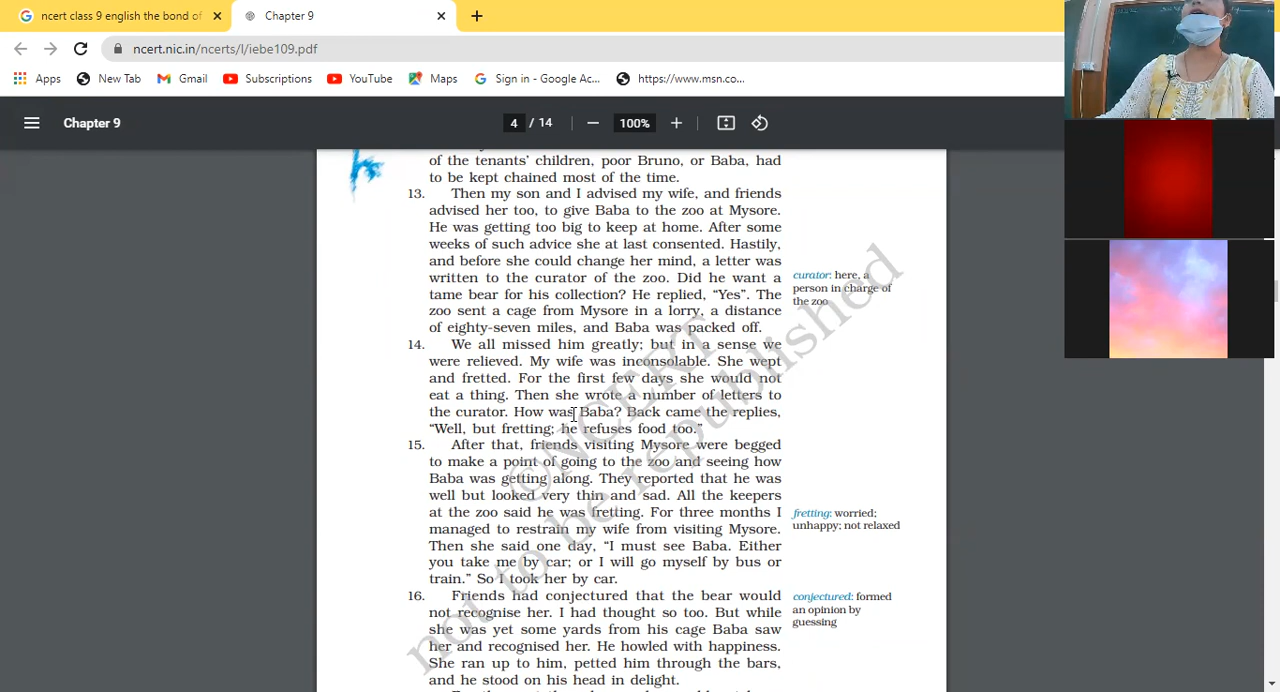 ncert class 9 english the bond of
Chapter 9
ncert.nic.in/ncerts/l/iebe109.pdf
Apps
New Tab
Gmail
Subscriptions
YouTube
Maps
Sign in - Google Ac...
https://www.msn.co...
Chapter 9
4 / 14
100%
of the tenants' children, poor Bruno, or Baba, had
to be kept chained most of the time.
13. Then my son and I advised my wife, and friends
advised her too, to give Baba to the zoo at Mysore.
He was getting too big to keep at home. After some
weeks of such advice she at last consented. Hastily,
and before she could change her mind, a letter was
written to the curator of the zoo. Did he want a
tame bear for his collection? He replied, “Yes”. The
zoo sent a cage from Mysore in a lorry, a distance
of eighty-seven miles, and Baba was packed off.
curator: here, a
person in charge of
the zoo
14. We all missed him greatly; but in a sense we
were relieved. My wife was inconsolable. She wept
and fretted. For the first few days she would not
eat a thing. Then she wrote a number of letters to
the curator. How was Baba? Back came the replies,
“Well, but fretting; he refuses food too.”
15. After that, friends visiting Mysore were begged
to make a point of going to the zoo and seeing how
Baba was getting along. They reported that he was
well but looked very thin and sad. All the keepers
at the zoo said he was fretting. For three months I
managed to restrain my wife from visiting Mysore.
Then she said one day, “I must see Baba. Either
you take me by car; or I will go myself by bus or
train.” So I took her by car.
fretting: worried;
unhappy; not relaxed
16. Friends had conjectured that the bear would
not recognise her. I had thought so too. But while
she was yet some yards from his cage Baba saw
her and recognised her. He howled with happiness.
She ran up to him, petted him through the bars,
and he stood on his head in delight.
conjectured: formed
an opinion by
guessing
©NCERT
not to be republished